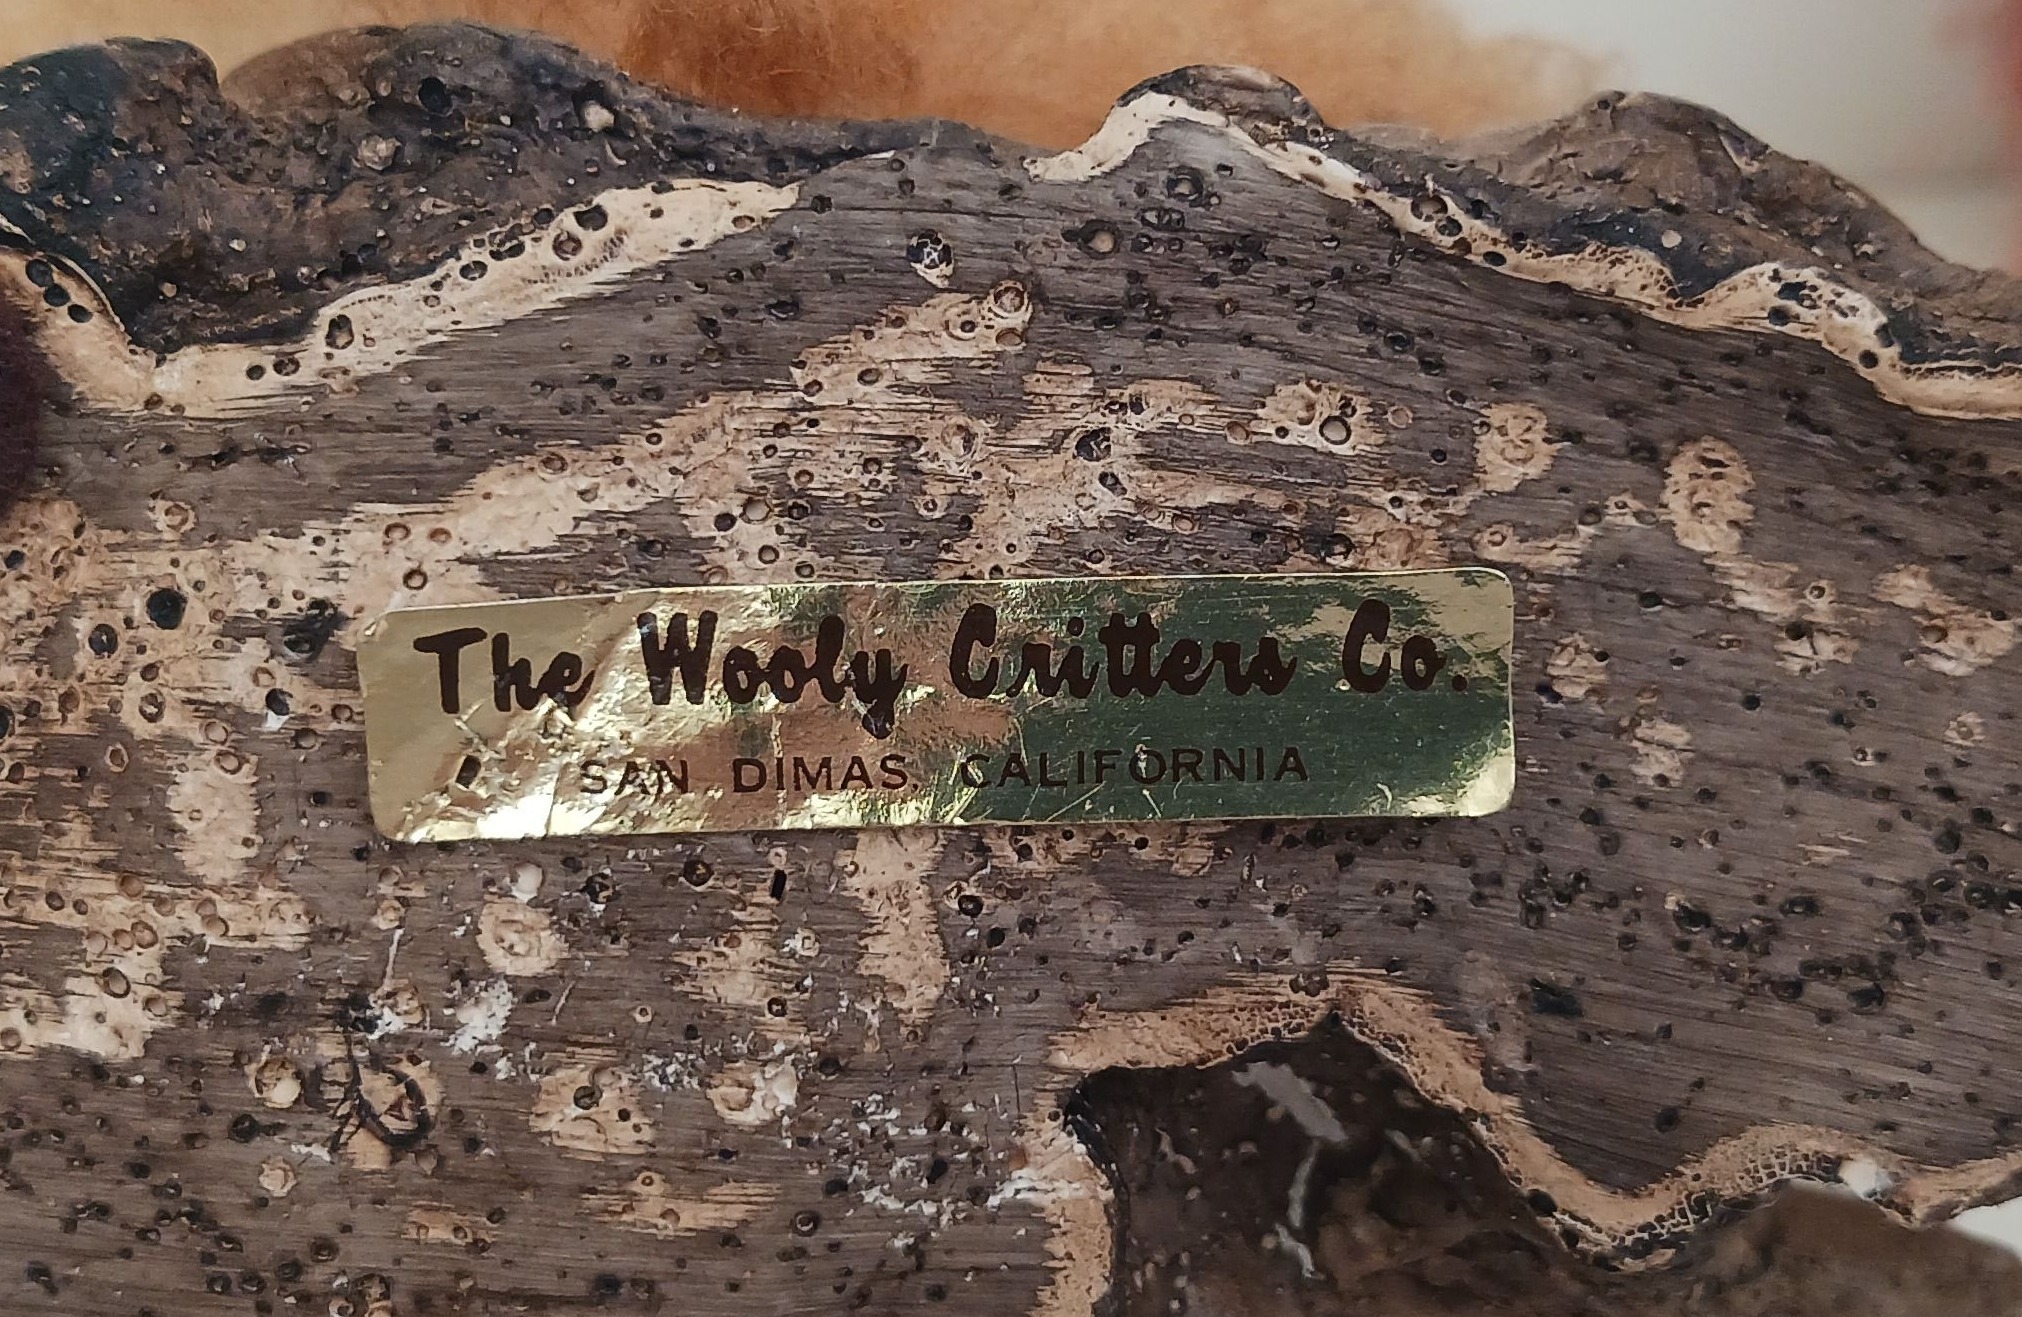 The Wooly Critters Co.
SAN DIMAS, CALIFORNIA